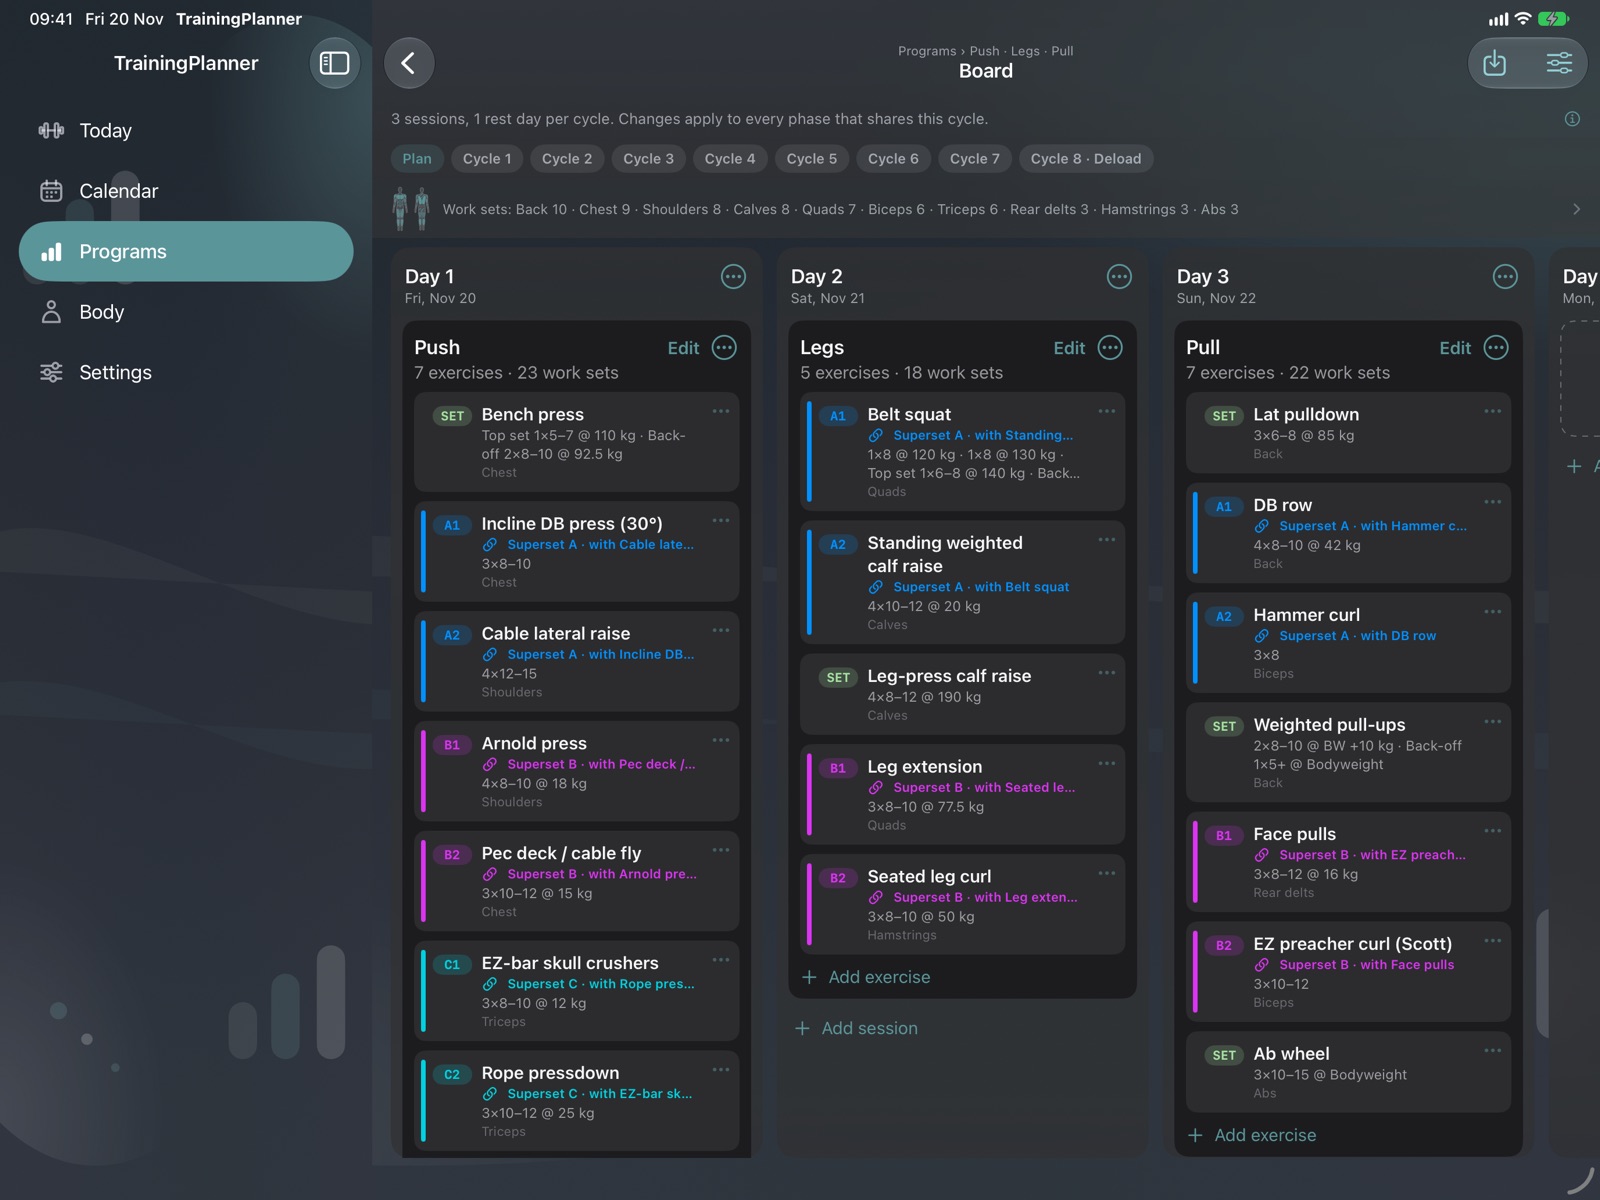 09:41 Fri 20 Nov TrainingPlanner
TrainingPlanner
Today
Calendar
Programs
Body
Settings
Programs › Push · Legs · Pull
Board
3 sessions, 1 rest day per cycle. Changes apply to every phase that shares this cycle.
Plan
Cycle 1
Cycle 2
Cycle 3
Cycle 4
Cycle 5
Cycle 6
Cycle 7
Cycle 8 · Deload
Work sets: Back 10 · Chest 9 · Shoulders 8 · Calves 8 · Quads 7 · Biceps 6 · Triceps 6 · Rear delts 3 · Hamstrings 3 · Abs 3
Day 1
Fri, Nov 20
Push
Edit
7 exercises · 23 work sets
SET
Bench press
Top set 1×5–7 @ 110 kg · Back-
off 2×8–10 @ 92.5 kg
Chest
A1
Incline DB press (30°)
Superset A · with Cable late...
3×8–10
Chest
A2
Cable lateral raise
Superset A · with Incline DB...
4×12–15
Shoulders
B1
Arnold press
Superset B · with Pec deck /...
4×8–10 @ 18 kg
Shoulders
B2
Pec deck / cable fly
Superset B · with Arnold pre...
3×10–12 @ 15 kg
Chest
C1
EZ-bar skull crushers
Superset C · with Rope pres...
3×8–10 @ 12 kg
Triceps
C2
Rope pressdown
Superset C · with EZ-bar sk...
3×10–12 @ 25 kg
Triceps
Day 2
Sat, Nov 21
Legs
Edit
5 exercises · 18 work sets
A1
Belt squat
Superset A · with Standing...
1×8 @ 120 kg · 1×8 @ 130 kg ·
Top set 1×6–8 @ 140 kg · Back...
Quads
A2
Standing weighted
calf raise
Superset A · with Belt squat
4×10–12 @ 20 kg
Calves
SET
Leg-press calf raise
4×8–12 @ 190 kg
Calves
B1
Leg extension
Superset B · with Seated le...
3×8–10 @ 77.5 kg
Quads
B2
Seated leg curl
Superset B · with Leg exten...
3×8–10 @ 50 kg
Hamstrings
Add exercise
Add session
Day 3
Sun, Nov 22
Pull
Edit
7 exercises · 22 work sets
SET
Lat pulldown
3×6–8 @ 85 kg
Back
A1
DB row
Superset A · with Hammer c...
4×8–10 @ 42 kg
Back
A2
Hammer curl
Superset A · with DB row
3×8
Biceps
SET
Weighted pull-ups
2×8–10 @ BW +10 kg · Back-off
1×5+ @ Bodyweight
Back
B1
Face pulls
Superset B · with EZ preach...
3×8–12 @ 16 kg
Rear delts
B2
EZ preacher curl (Scott)
Superset B · with Face pulls
3×10–12
Biceps
SET
Ab wheel
3×10–15 @ Bodyweight
Abs
Add exercise
Day
Mon,